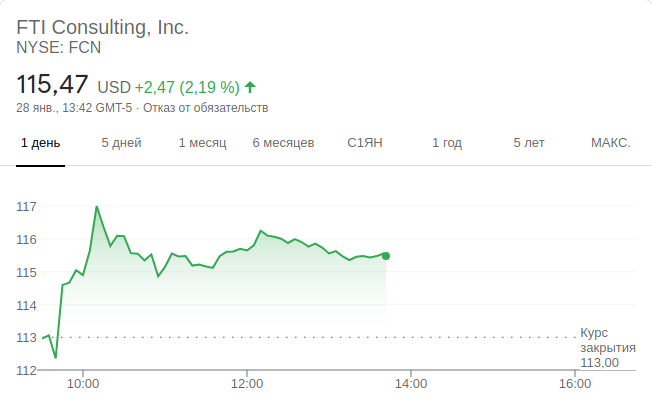 FTI Consulting, Inc.
NYSE: FCN
115,47 USD +2,47 (2,19 %)
28 янв., 13:42 GMT-5 · Отказ от обязательств
1 день 5 дней 1 месяц 6 месяцев С1ЯН 1 год 5 лет МАКС.
117
116
115
114
113
112
Курс
закрытия
113,00
10:00 12:00 14:00 16:00